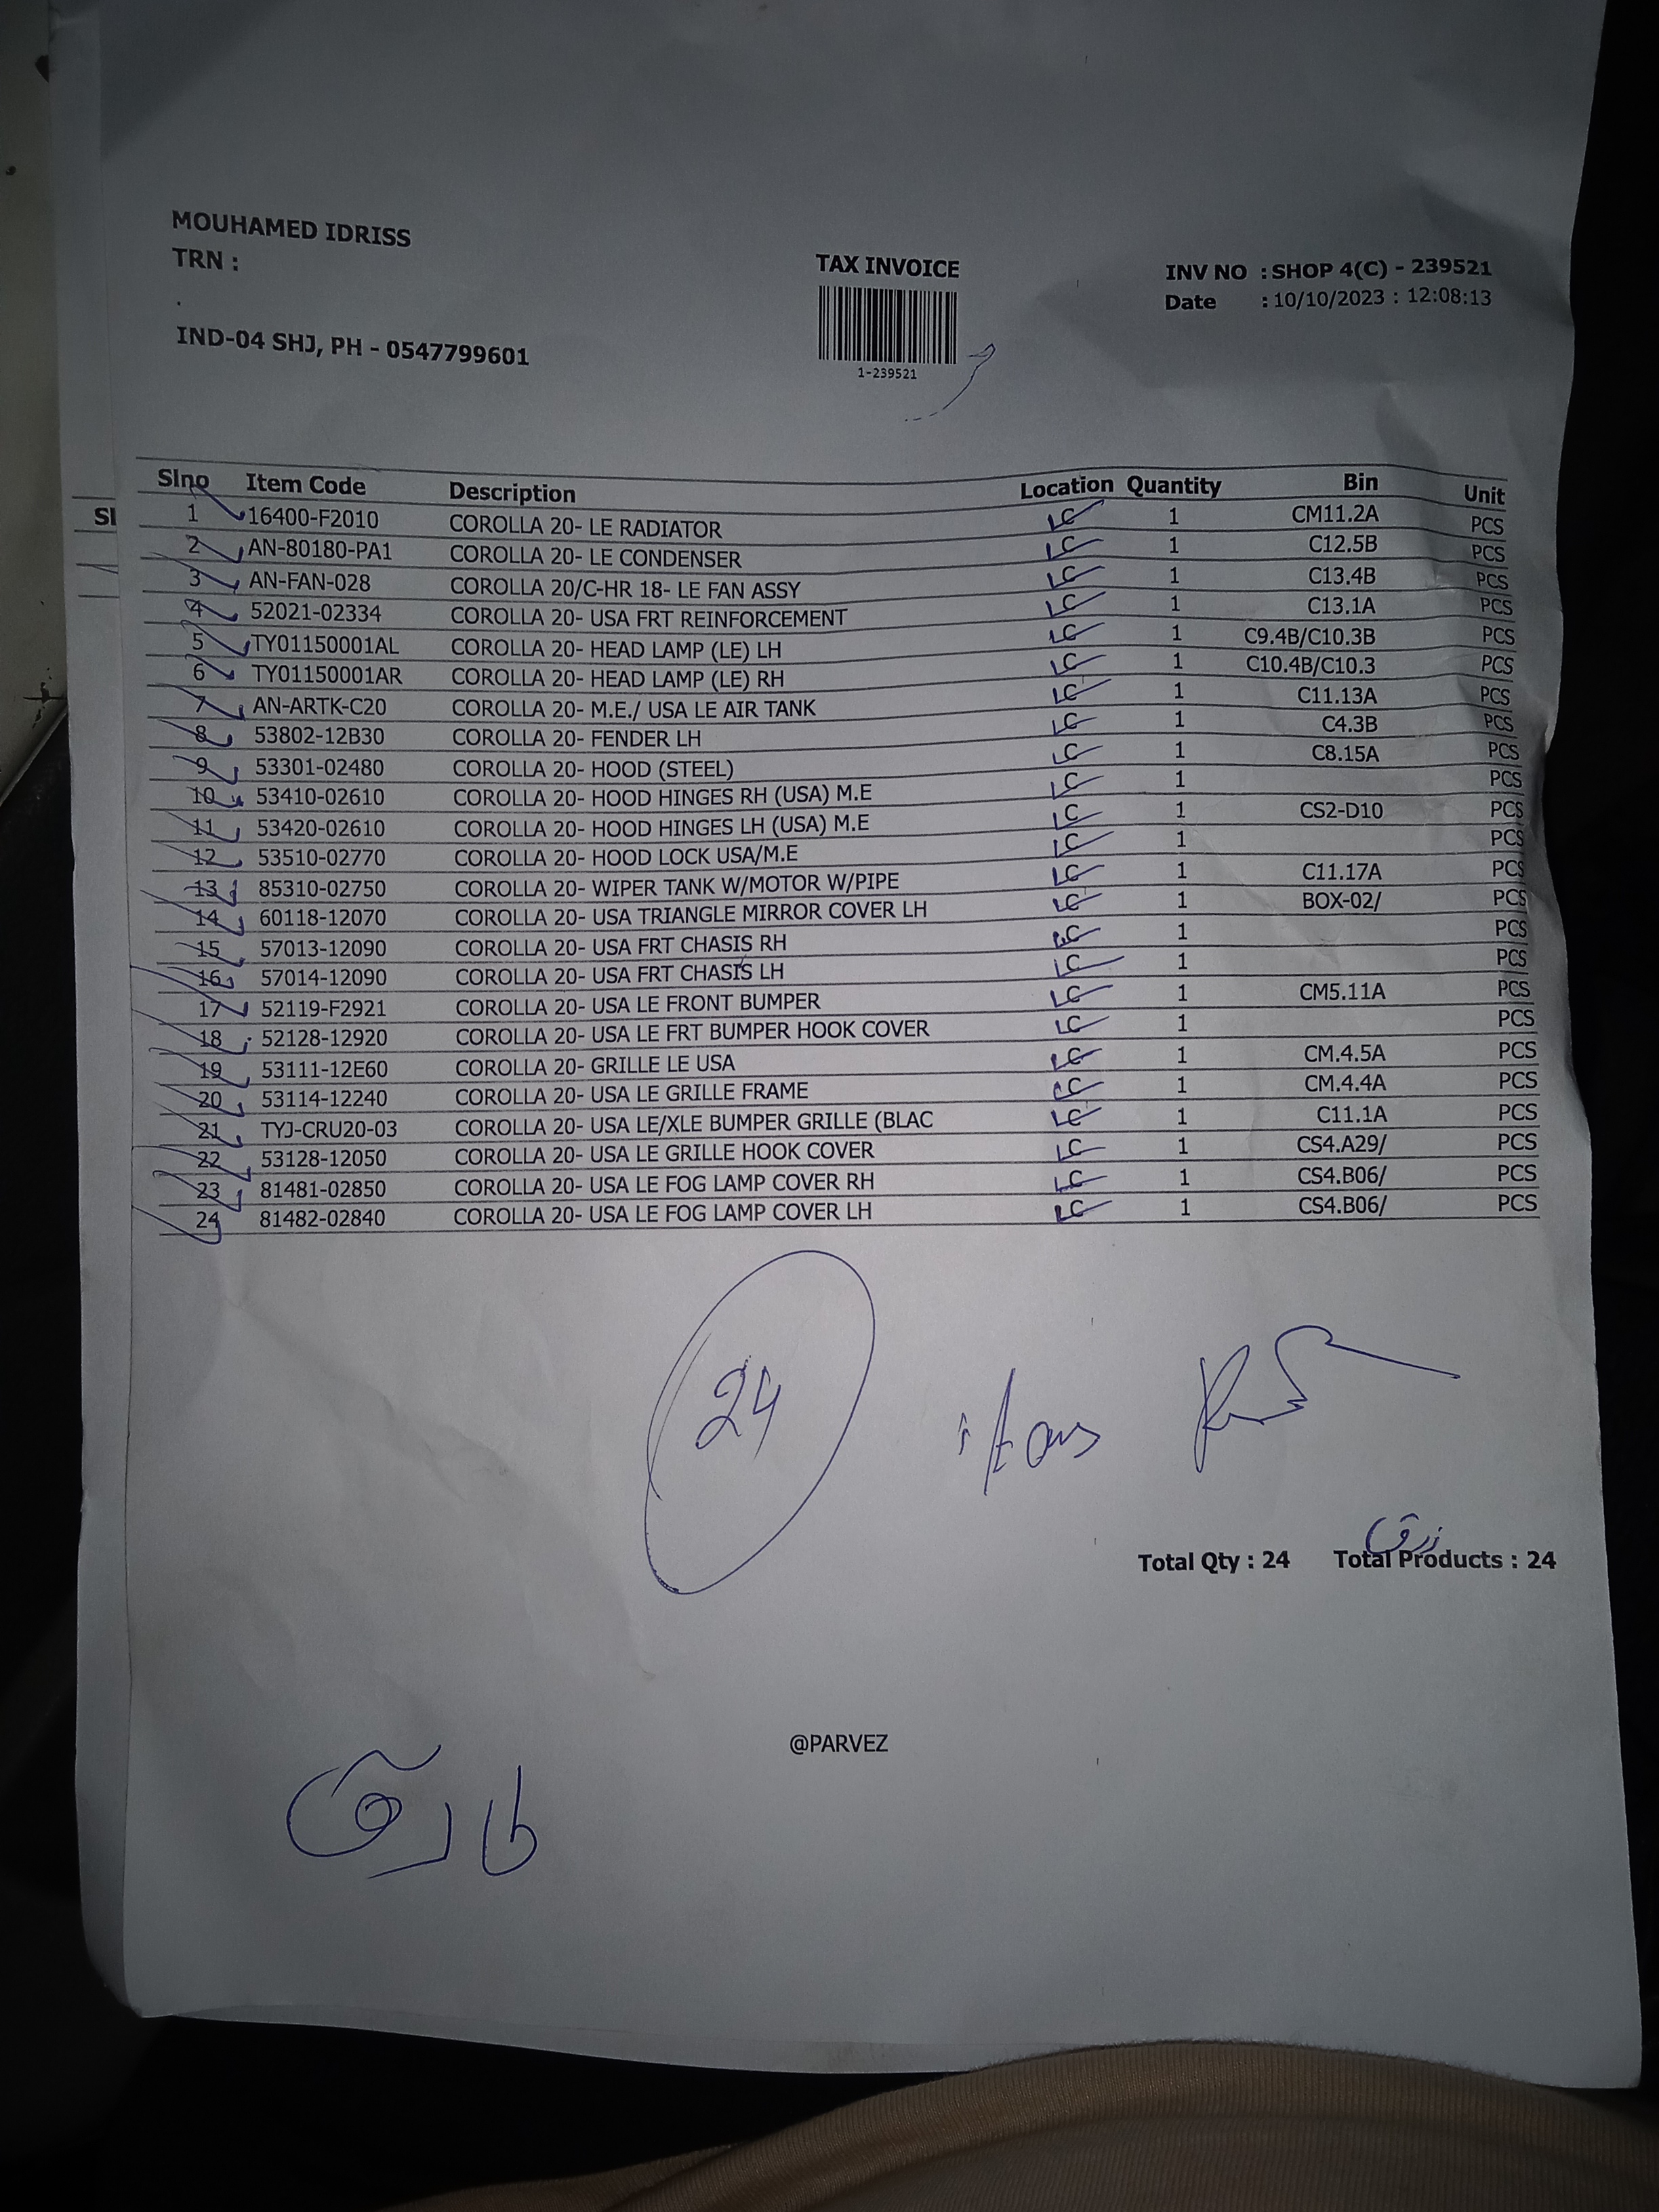 MOUHAMED IDRISS
TRN :
.
IND-04 SHJ, PH - 0547799601
TAX INVOICE
1-239521
INV NO : SHOP 4(C) - 239521
Date : 10/10/2023 : 12:08:13
Slno Item Code Description Location Quantity Bin Unit
1 16400-F2010 COROLLA 20- LE RADIATOR LC 1 CM11.2A PCS
2 AN-80180-PA1 COROLLA 20- LE CONDENSER LC 1 C12.5B PCS
3 AN-FAN-028 COROLLA 20/C-HR 18- LE FAN ASSY LC 1 C13.4B PCS
4 52021-02334 COROLLA 20- USA FRT REINFORCEMENT LC 1 C13.1A PCS
5 TY01150001AL COROLLA 20- HEAD LAMP (LE) LH LC 1 C9.4B/C10.3B PCS
6 TY01150001AR COROLLA 20- HEAD LAMP (LE) RH LC 1 C10.4B/C10.3 PCS
7 AN-ARTK-C20 COROLLA 20- M.E./ USA LE AIR TANK LC 1 C11.13A PCS
8 53802-12B30 COROLLA 20- FENDER LH LC 1 C4.3B PCS
9 53301-02480 COROLLA 20- HOOD (STEEL) LC 1 C8.15A PCS
10 53410-02610 COROLLA 20- HOOD HINGES RH (USA) M.E LC 1 PCS
11 53420-02610 COROLLA 20- HOOD HINGES LH (USA) M.E LC 1 CS2-D10 PCS
12 53510-02770 COROLLA 20- HOOD LOCK USA/M.E LC 1 PCS
13 85310-02750 COROLLA 20- WIPER TANK W/MOTOR W/PIPE LC 1 C11.17A PCS
14 60118-12070 COROLLA 20- USA TRIANGLE MIRROR COVER LH LC 1 BOX-02/ PCS
15 57013-12090 COROLLA 20- USA FRT CHASIS RH LC 1 PCS
16 57014-12090 COROLLA 20- USA FRT CHASIS LH LC 1 PCS
17 52119-F2921 COROLLA 20- USA LE FRONT BUMPER LC 1 CM5.11A PCS
18 52128-12920 COROLLA 20- USA LE FRT BUMPER HOOK COVER LC 1 PCS
19 53111-12E60 COROLLA 20- GRILLE LE USA LC 1 CM.4.5A PCS
20 53114-12240 COROLLA 20- USA LE GRILLE FRAME LC 1 CM.4.4A PCS
21 TYJ-CRU20-03 COROLLA 20- USA LE/XLE BUMPER GRILLE (BLAC LC 1 C11.1A PCS
22 53128-12050 COROLLA 20- USA LE GRILLE HOOK COVER LC 1 CS4.A29/ PCS
23 81481-02850 COROLLA 20- USA LE FOG LAMP COVER RH LC 1 CS4.B06/ PCS
24 81482-02840 COROLLA 20- USA LE FOG LAMP COVER LH LC 1 CS4.B06/ PCS
24
Total Qty : 24 Total Products : 24
@PARVEZ